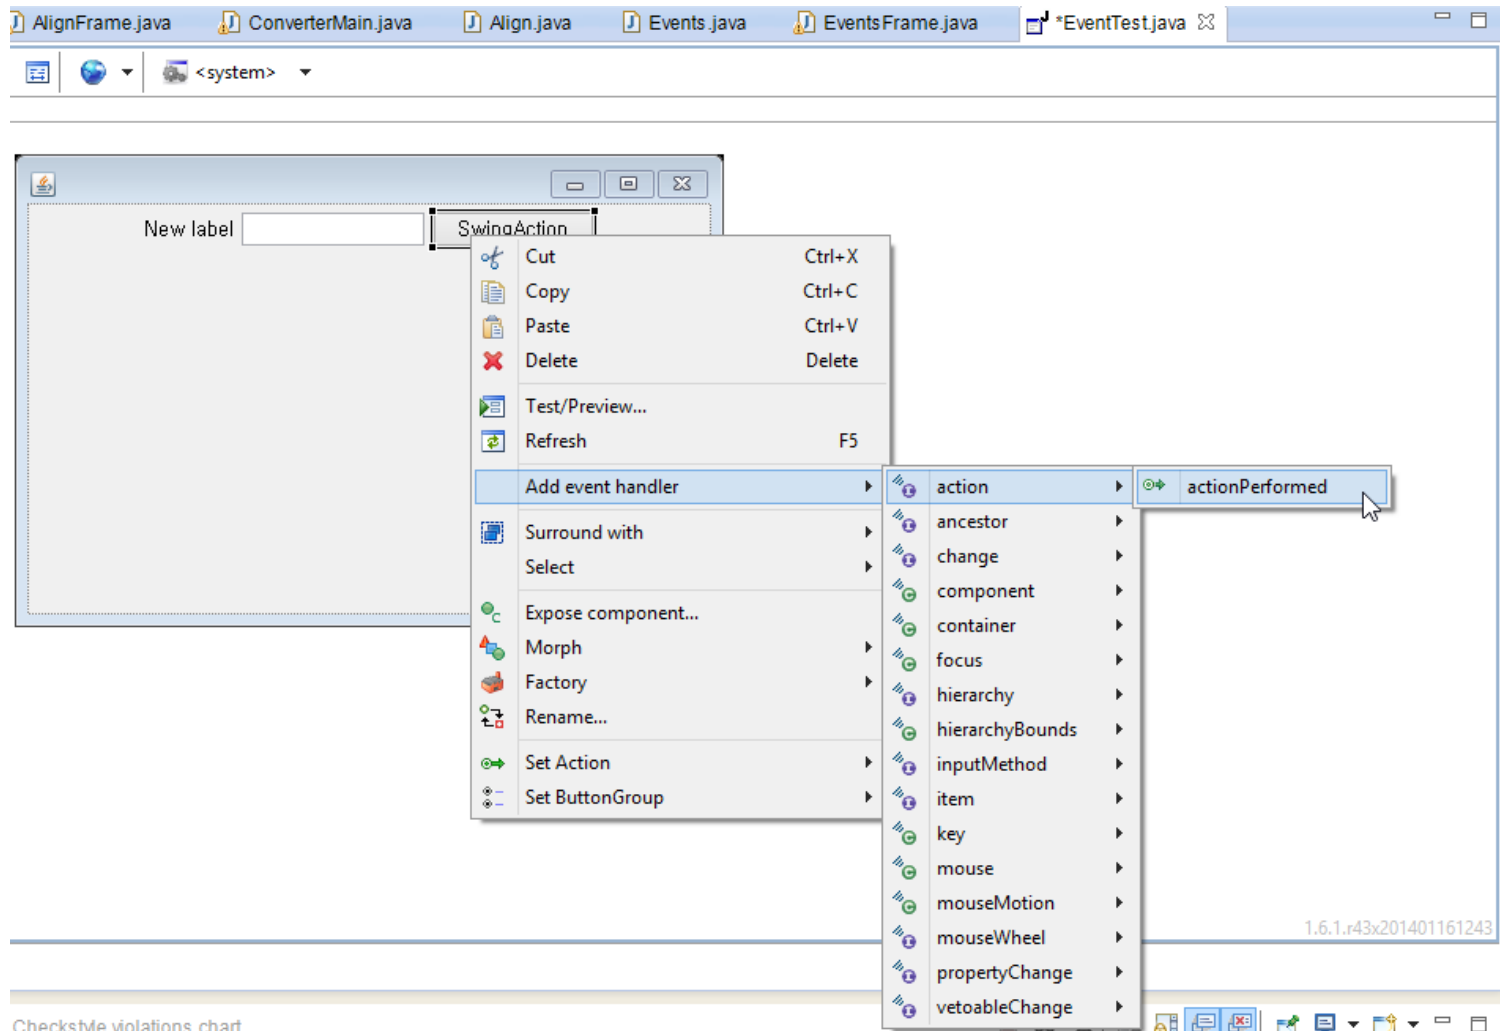 AlignFrame.java ConverterMain.java Align.java Events.java EventsFrame.java *EventTest.java
<system>
New label SwingAction
Cut Ctrl+X
Copy Ctrl+C
Paste Ctrl+V
Delete Delete
Test/Preview...
Refresh F5
Add event handler
Surround with
Select
Expose component...
Morph
Factory
Rename...
Set Action
Set ButtonGroup
action
ancestor
change
component
container
focus
hierarchy
hierarchyBounds
inputMethod
item
key
mouse
mouseMotion
mouseWheel
propertyChange
vetoableChange
actionPerformed
1.6.1.r43x201401161243
Checkstyle violations chart